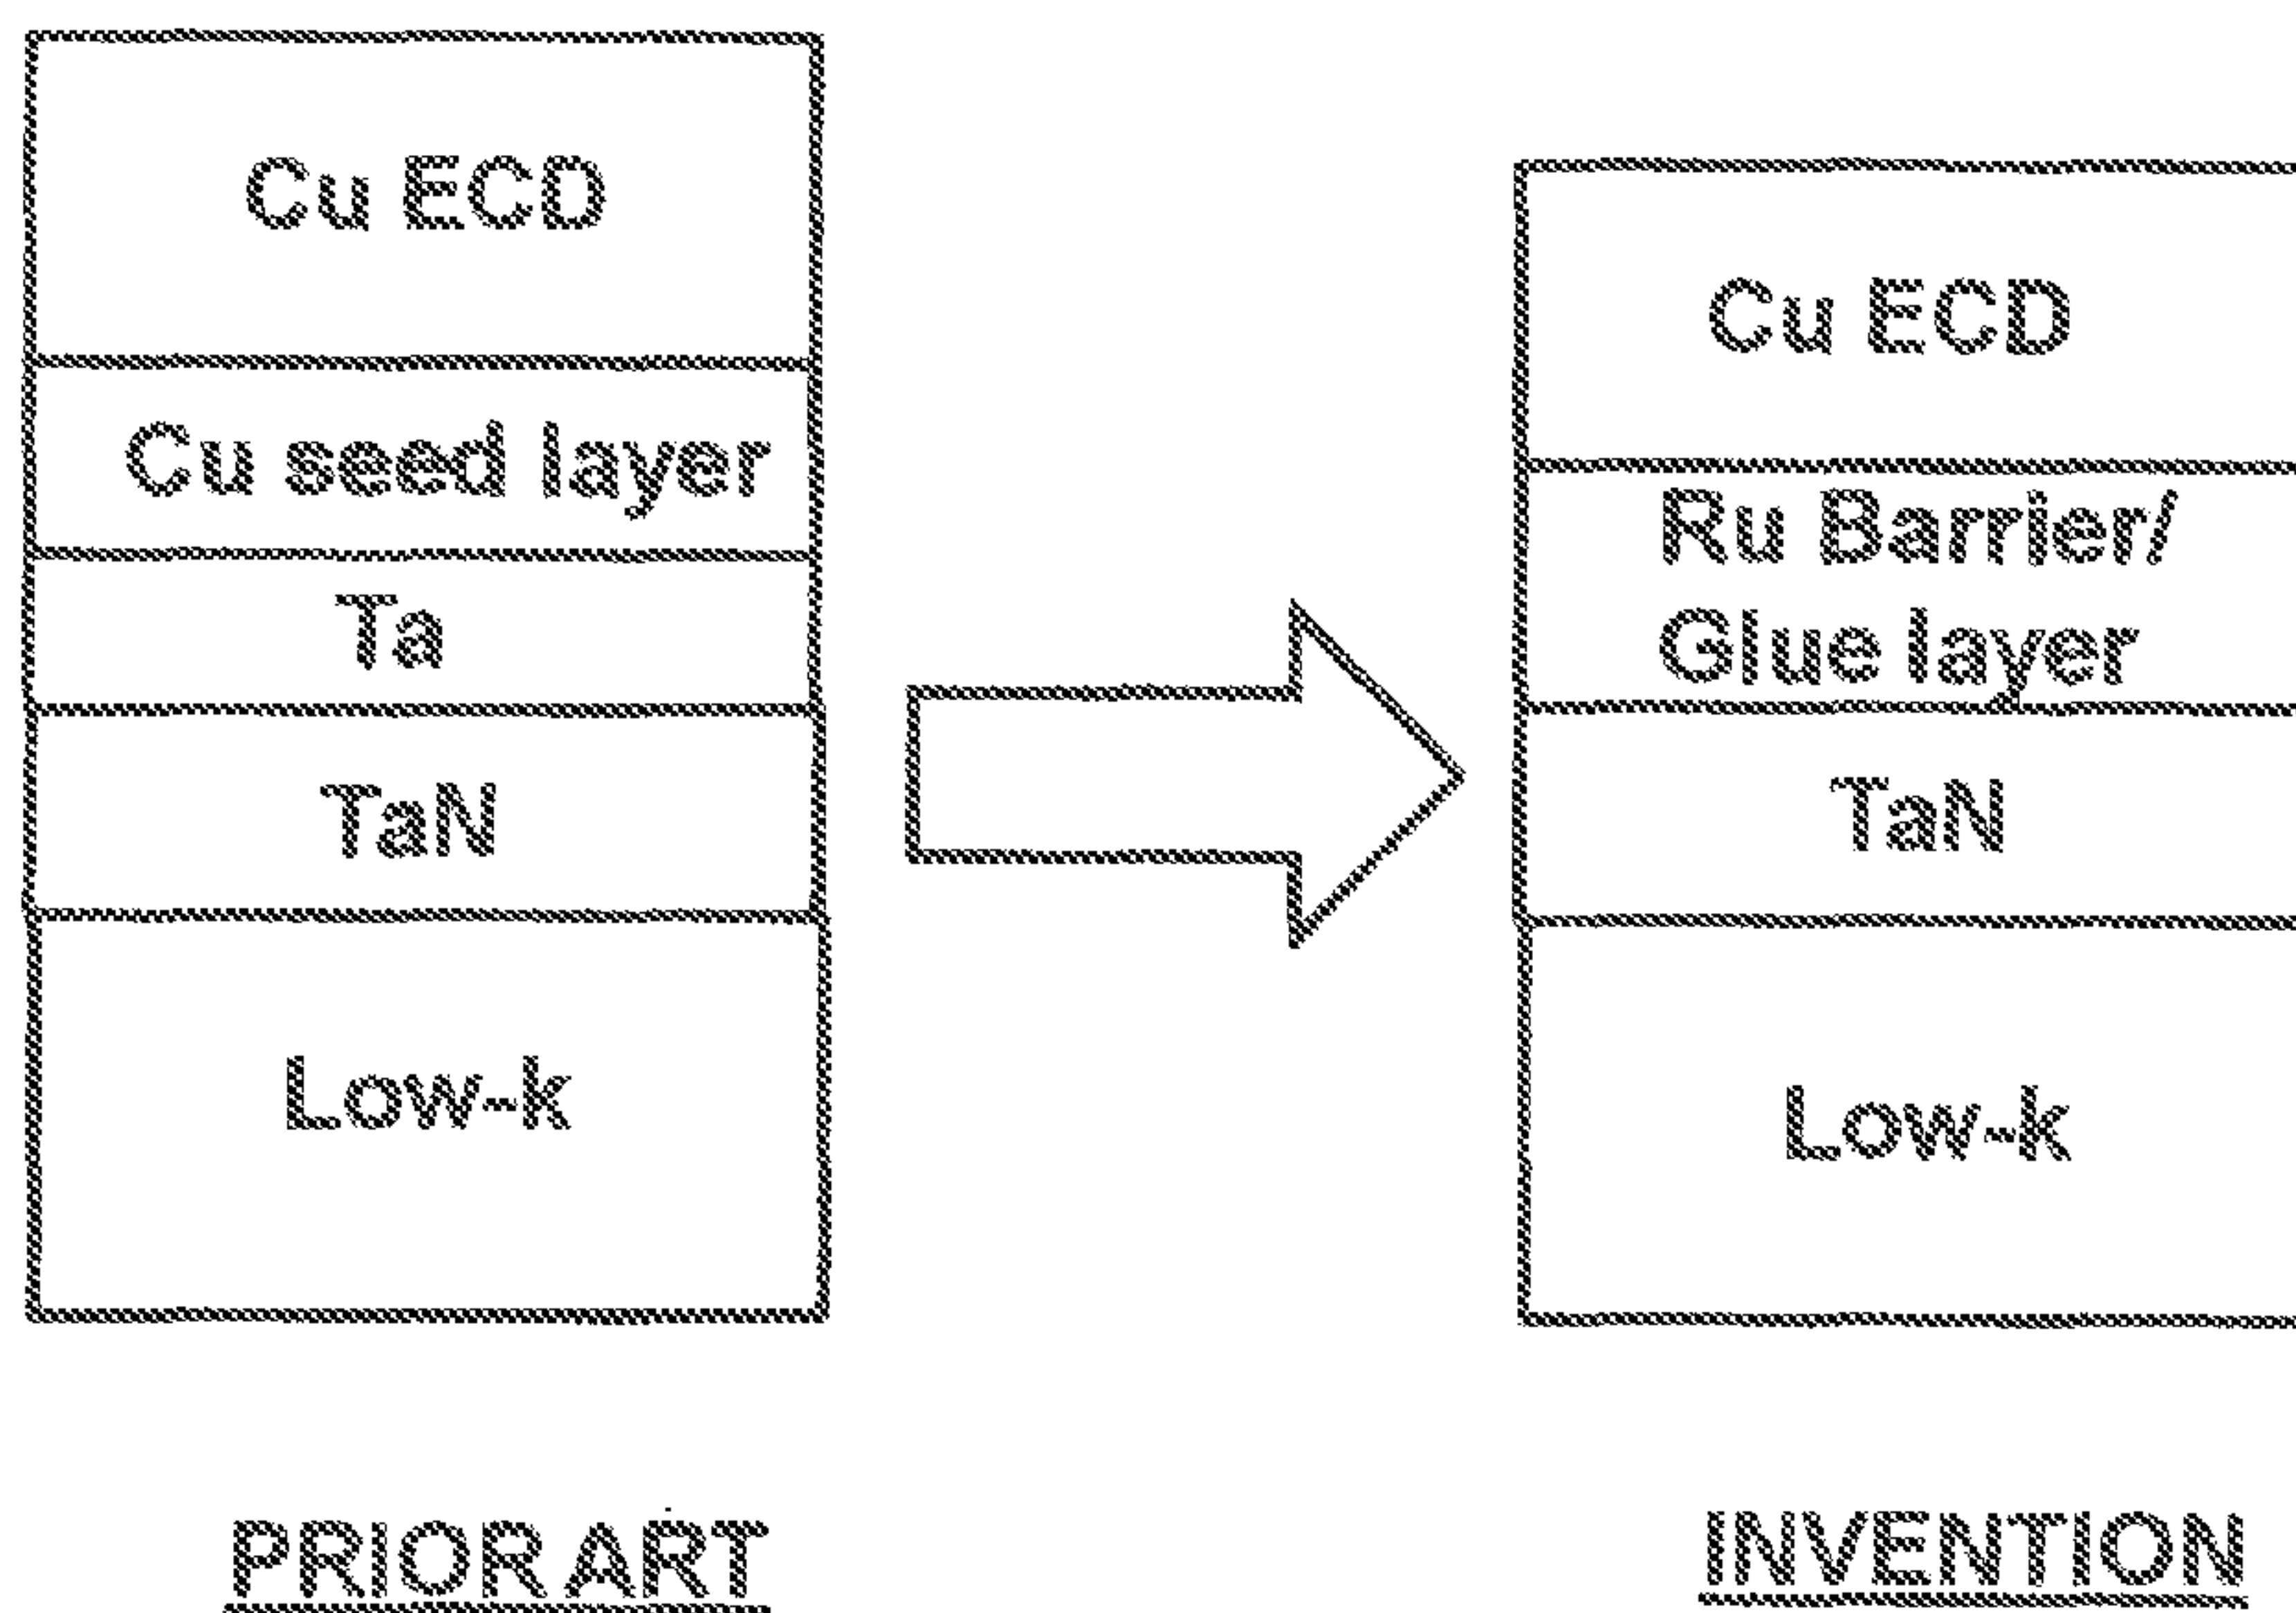 Cu ECD
Cu seed layer
Ta
TaN
Low-k
PRIOR ART
Cu ECD
Ru Barrier/
Glue layer
TaN
Low-k
INVENTION